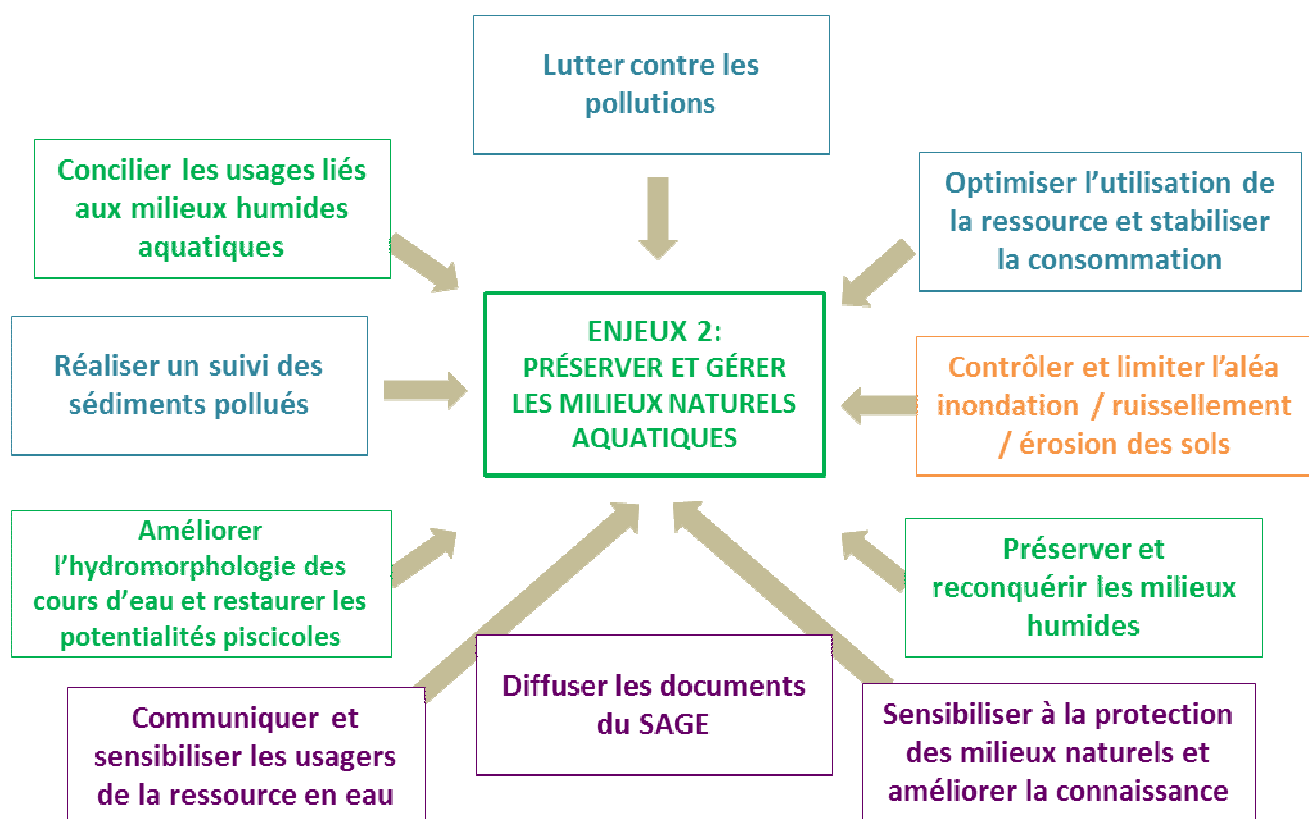 Lutter contre les
pollutions
Concilier les usages liés
aux milieux humides
aquatiques
Optimiser l’utilisation de
la ressource et stabiliser
la consommation
ENJEUX 2:
PRÉSERVER ET GÉRER
LES MILIEUX NATURELS
AQUATIQUES
Réaliser un suivi des
sédiments pollués
Contrôler et limiter l’aléa
inondation / ruissellement
/ érosion des sols
Améliorer
l’hydromorphologie des
cours d’eau et restaurer les
potentialités piscicoles
Préserver et
reconquérir les milieux
humides
Communiquer et
sensibiliser les usagers
de la ressource en eau
Diffuser les documents
du SAGE
Sensibiliser à la protection
des milieux naturels et
améliorer la connaissance